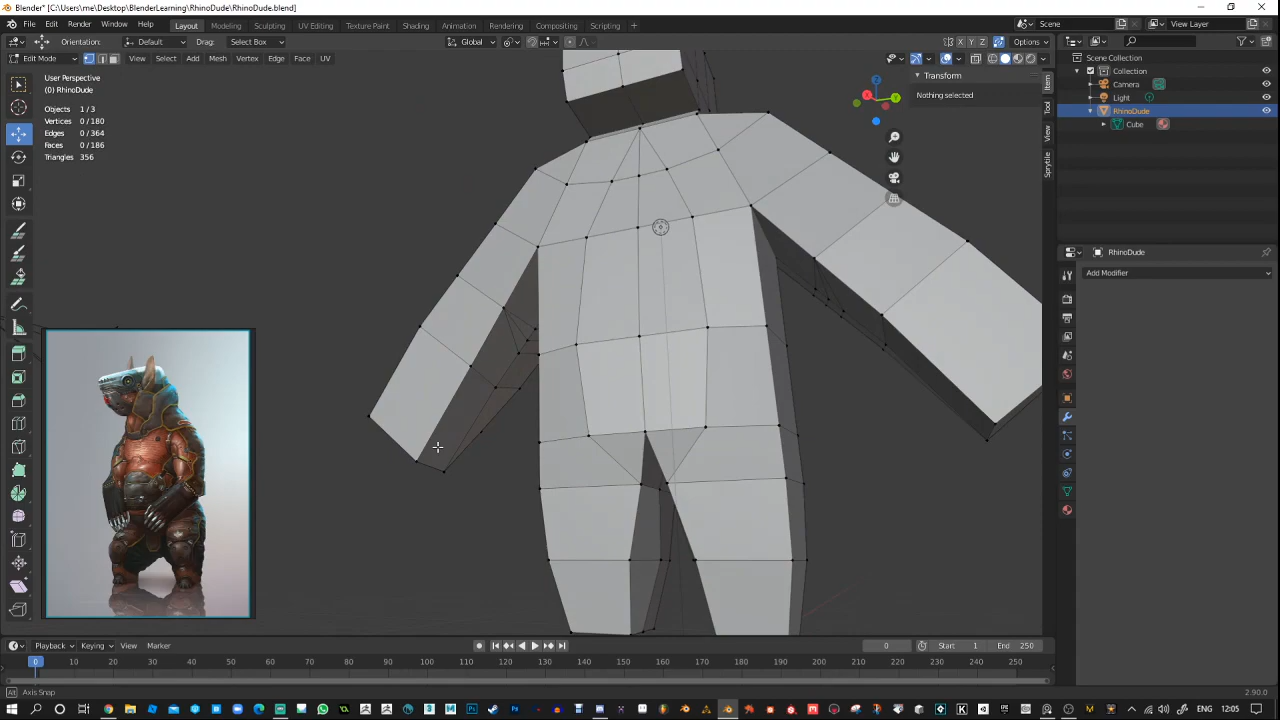 Blender* [C:\Users\me\Desktop\BlenderLearning\RhinoDude\RhinoDude.blend]
File Edit Render Window Help Layout Modeling Sculpting UV Editing Texture Paint Shading Animation Rendering Compositing Scripting Scene View Layer
Orientation: Default Drag: Select Box Global X Y Z Options
Edit Mode View Select Add Mesh Vertex Edge Face UV
User Perspective
(0) RhinoDude
Objects 1/3
Vertices 0/180
Edges 0/364
Faces 0/186
Triangles 356
Transform
Nothing selected
Item
Tool
View
Sprytile
Scene Collection
Collection
Camera
Light
RhinoDude
Cube
RhinoDude
Add Modifier
Playback Keying View Marker 0 Start 1 End 250
0 10 20 30 40 50 60 70 80 90 100 110 120 130 140 150 160 170 180 190 200 210 220 230 240 250
Axis Snap 2.90.0
12:05